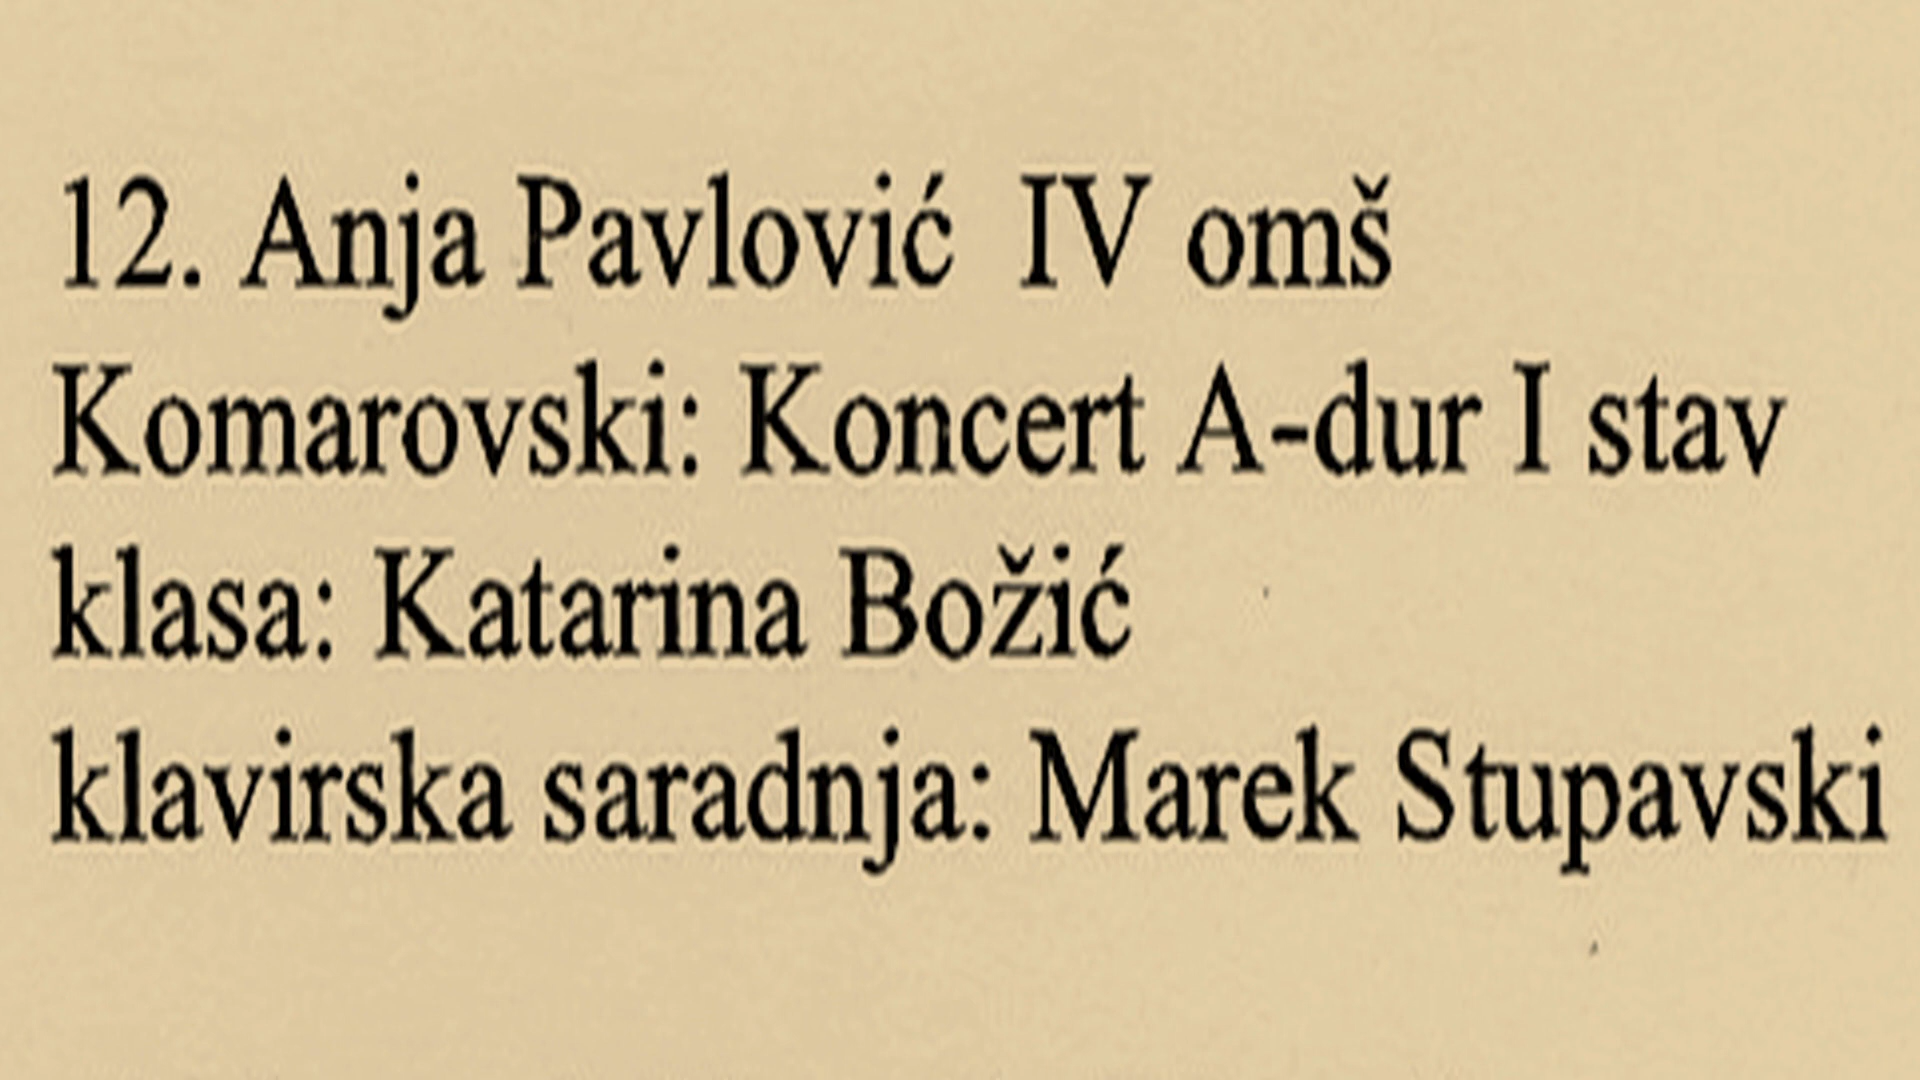 12. Anja Pavlović  IV omš
Komarovski: Koncert A-dur I stav
klasa: Katarina Božić
klavirska saradnja: Marek Stupavski